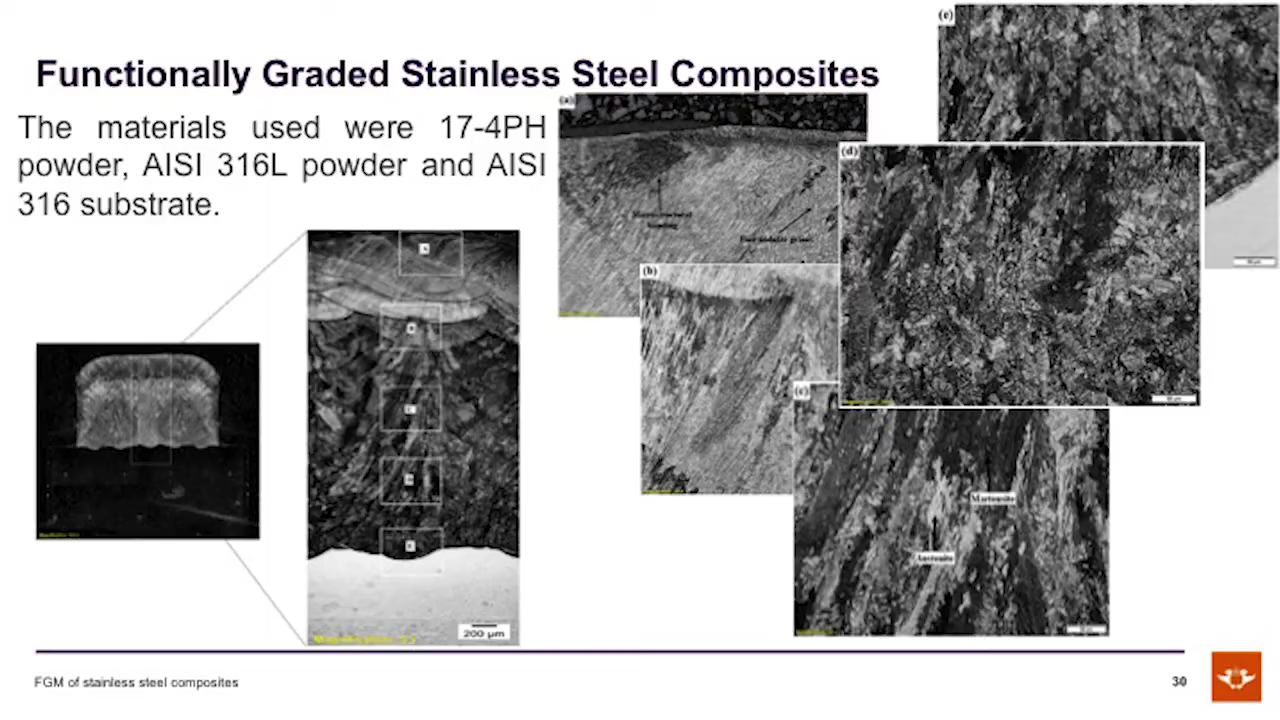 Functionally Graded Stainless Steel Composites
The materials used were 17-4PH
powder, AISI 316L powder and AISI
316 substrate.
(a)
(b)
(c)
(d)
(e)
A
B
C
D
E
Martensite
Austenite
200 µm
FGM of stainless steel composites
30